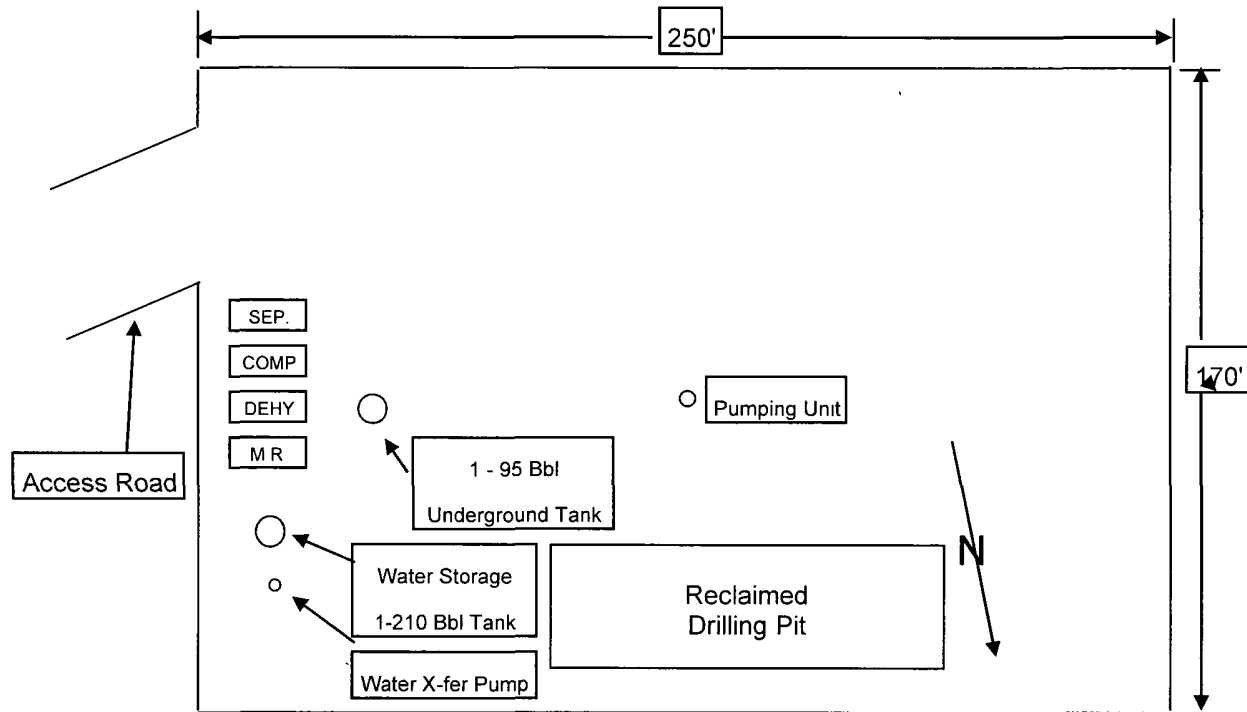 250'
SEP.
COMP
170'
DEHY
Pumping Unit
M R
Access Road
1 - 95 Bbl
Underground Tank
N
Water Storage
1-210 Bbl Tank
Reclaimed
Drilling Pit
Water X-fer Pump